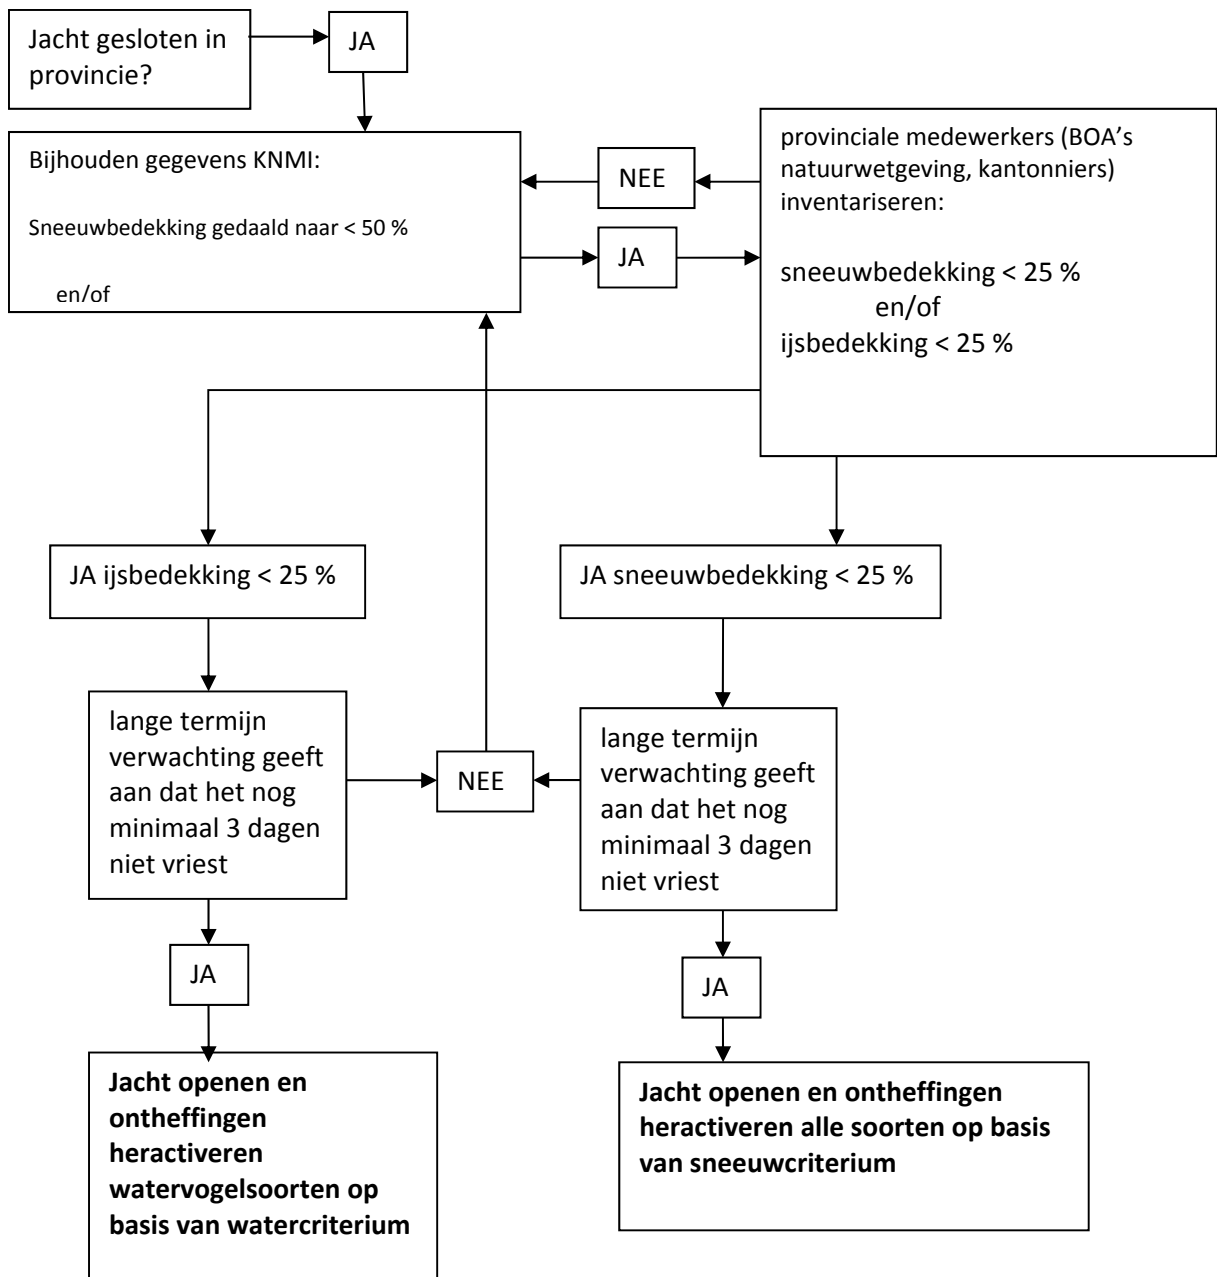 Jacht gesloten in
provincie?
JA
Bijhouden gegevens KNMI:
Sneeuwbedekking gedaald naar < 50 %
en/of
NEE
JA
provinciale medewerkers (BOA's
natuurwetgeving, kantonniers)
inventariseren:
sneeuwbedekking < 25 %
en/of
ijsbedekking < 25 %
JA ijsbedekking < 25 %
JA sneeuwbedekking < 25 %
lange termijn
verwachting geeft
aan dat het nog
minimaal 3 dagen
niet vriest
NEE
lange termijn
verwachting geeft
aan dat het nog
minimaal 3 dagen
niet vriest
JA
JA
Jacht openen en
ontheffingen
heractiveren
watervogelsoorten op
basis van watercriterium
Jacht openen en ontheffingen
heractiveren alle soorten op basis
van sneeuwcriterium